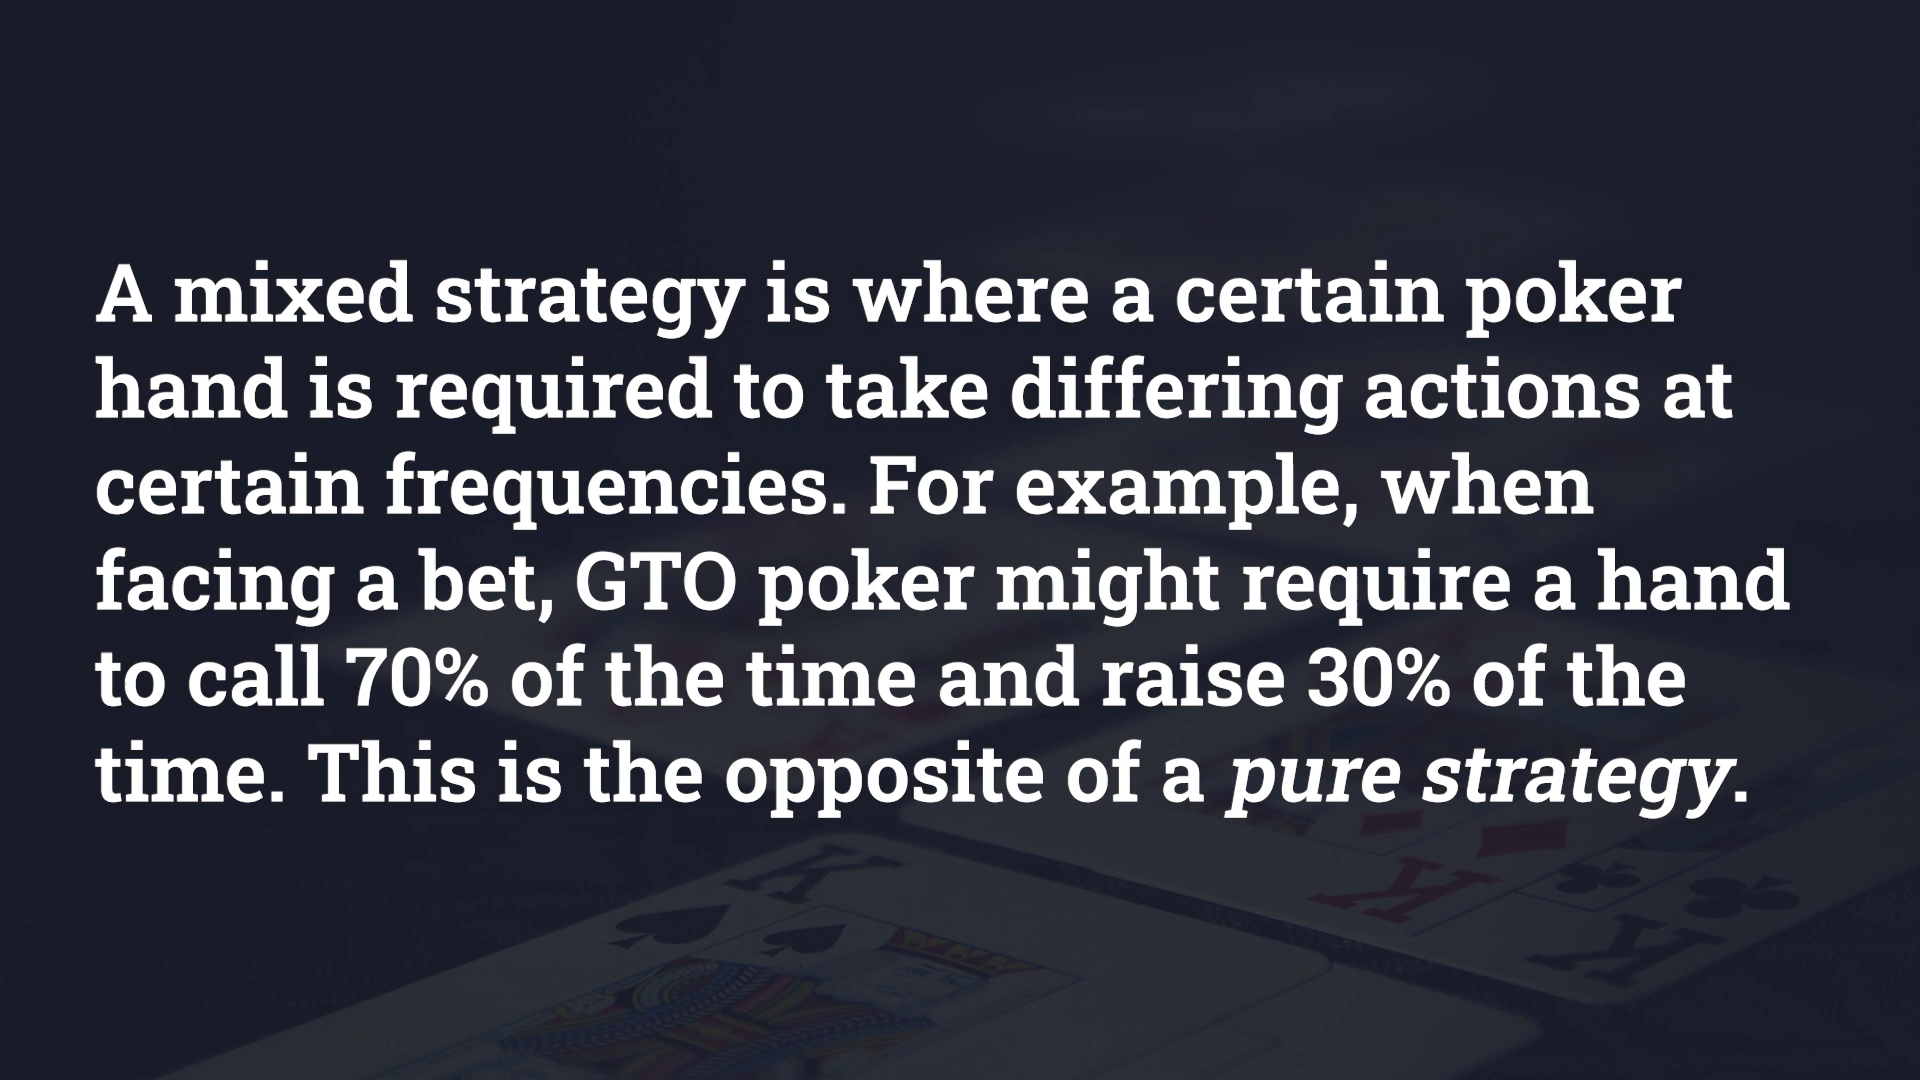 A mixed strategy is where a certain poker
hand is required to take differing actions at
certain frequencies. For example, when
facing a bet, GTO poker might require a hand
to call 70% of the time and raise 30% of the
time. This is the opposite of a pure strategy.
K
K
K